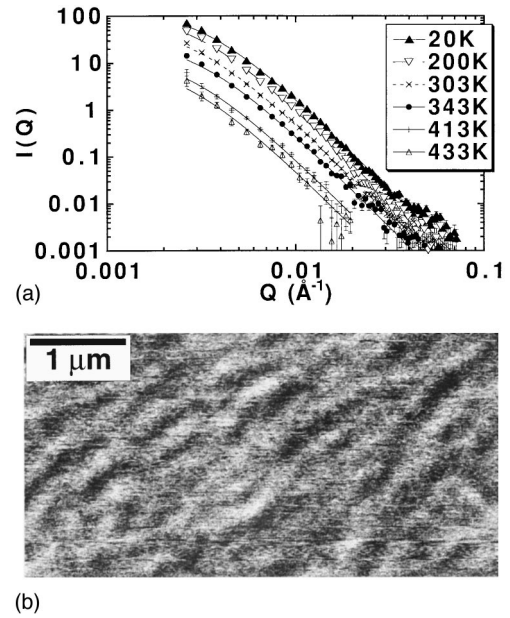 (a)
100
10
1
0.1
0.01
0.001
I(Q)
20K
200K
303K
343K
413K
433K
0.001 0.01 0.1
Q (Å⁻¹)
1 μm
(b)